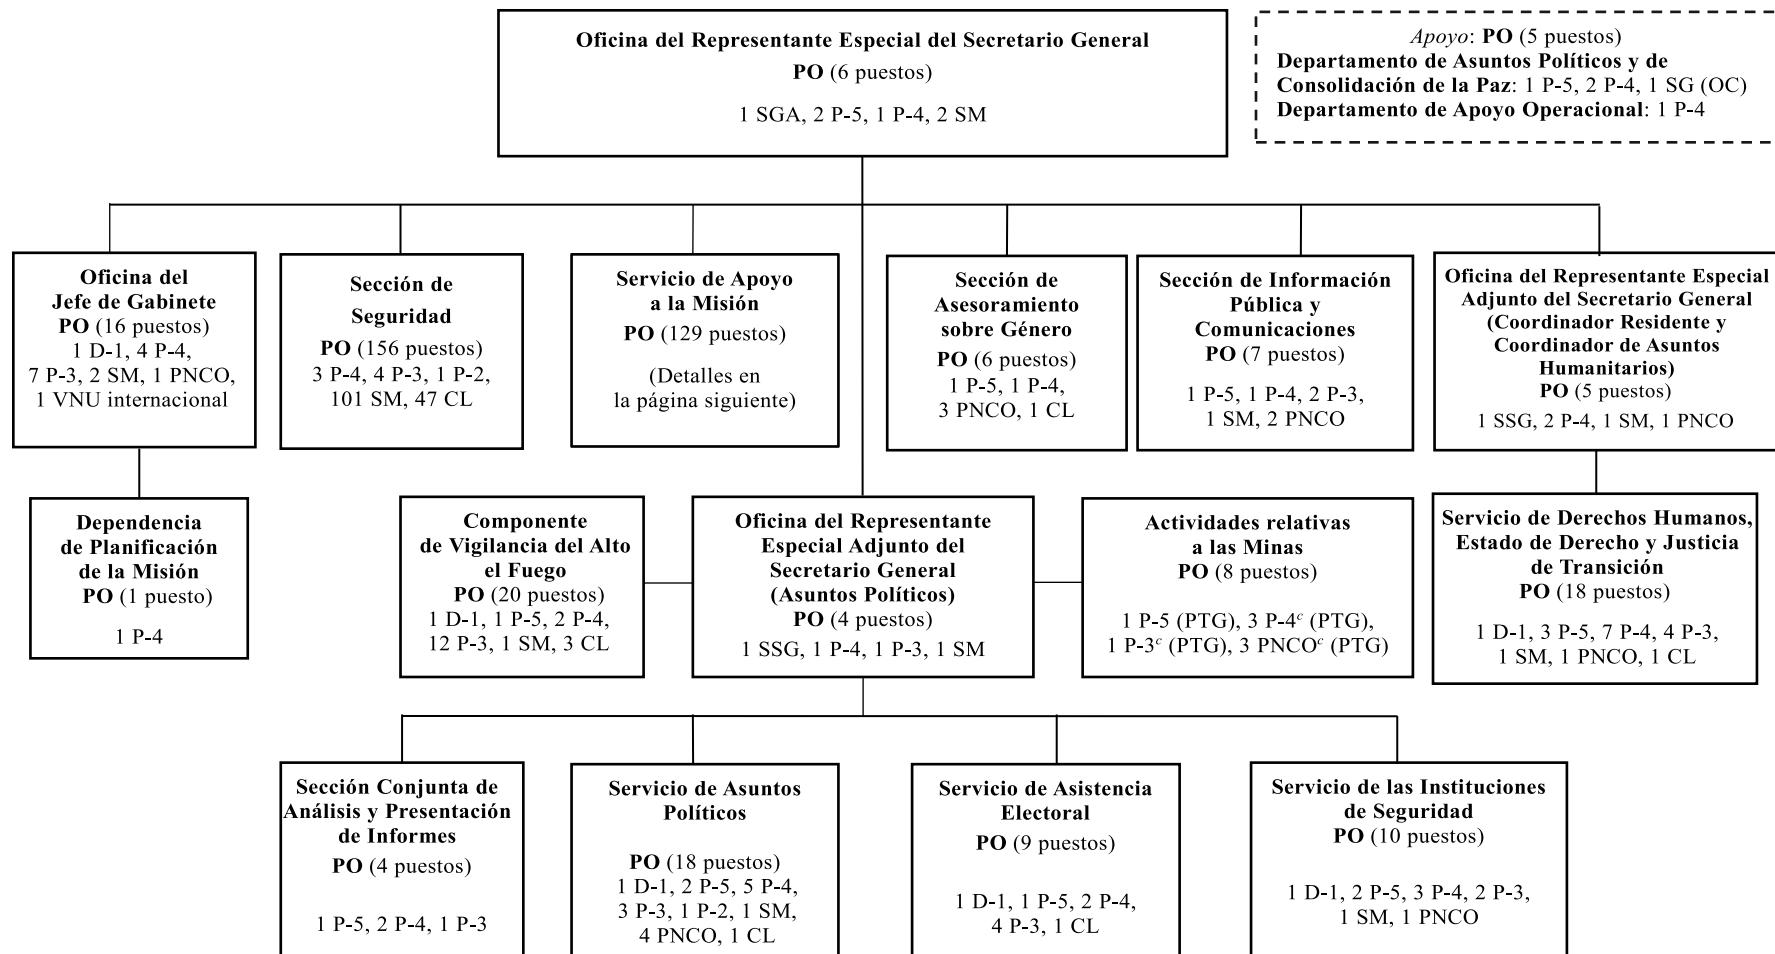 Oficina del Representante Especial del Secretario General
PO (6 puestos)
1 SGA, 2 P-5, 1 P-4, 2 SM
Apoyo: PO (5 puestos)
Departamento de Asuntos Políticos y de
Consolidación de la Paz: 1 P-5, 2 P-4, 1 SG (OC)
Departamento de Apoyo Operacional: 1 P-4
Oficina del
Jefe de Gabinete
PO (16 puestos)
1 D-1, 4 P-4,
7 P-3, 2 SM, 1 PNCO,
1 VNU internacional
Sección de
Seguridad
PO (156 puestos)
3 P-4, 4 P-3, 1 P-2,
101 SM, 47 CL
Servicio de Apoyo
a la Misión
PO (129 puestos)
(Detalles en
la página siguiente)
Sección de
Asesoramiento
sobre Género
PO (6 puestos)
1 P-5, 1 P-4,
3 PNCO, 1 CL
Sección de Información
Pública y
Comunicaciones
PO (7 puestos)
1 P-5, 1 P-4, 2 P-3,
1 SM, 2 PNCO
Oficina del Representante Especial
Adjunto del Secretario General
(Coordinador Residente y
Coordinador de Asuntos
Humanitarios)
PO (5 puestos)
1 SSG, 2 P-4, 1 SM, 1 PNCO
Dependencia
de Planificación
de la Misión
PO (1 puesto)
1 P-4
Componente
de Vigilancia del Alto
el Fuego
PO (20 puestos)
1 D-1, 1 P-5, 2 P-4,
12 P-3, 1 SM, 3 CL
Oficina del Representante
Especial Adjunto del
Secretario General
(Asuntos Políticos)
PO (4 puestos)
1 SSG, 1 P-4, 1 P-3, 1 SM
Actividades relativas
a las Minas
PO (8 puestos)
1 P-5 (PTG), 3 P-4ᶜ (PTG),
1 P-3ᶜ (PTG), 3 PNCOᶜ (PTG)
Servicio de Derechos Humanos,
Estado de Derecho y Justicia
de Transición
PO (18 puestos)
1 D-1, 3 P-5, 7 P-4, 4 P-3,
1 SM, 1 PNCO, 1 CL
Sección Conjunta de
Análisis y Presentación
de Informes
PO (4 puestos)
1 P-5, 2 P-4, 1 P-3
Servicio de Asuntos
Políticos
PO (18 puestos)
1 D-1, 2 P-5, 5 P-4,
3 P-3, 1 P-2, 1 SM,
4 PNCO, 1 CL
Servicio de Asistencia
Electoral
PO (9 puestos)
1 D-1, 1 P-5, 2 P-4,
4 P-3, 1 CL
Servicio de las Instituciones
de Seguridad
PO (10 puestos)
1 D-1, 2 P-5, 3 P-4, 2 P-3,
1 SM, 1 PNCO